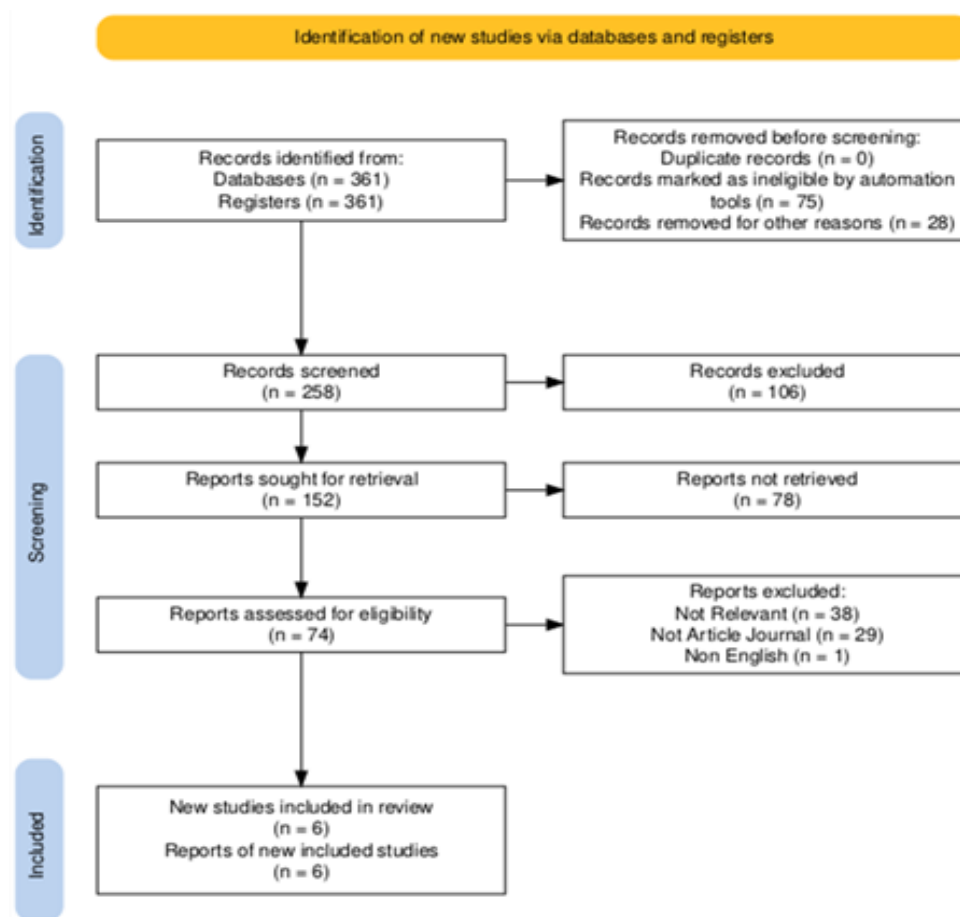 Identification of new studies via databases and registers
Identification
Records identified from:
Databases (n = 361)
Registers (n = 361)
Records removed before screening:
Duplicate records (n = 0)
Records marked as ineligible by automation
tools (n = 75)
Records removed for other reasons (n = 28)
Screening
Records screened
(n = 258)
Records excluded
(n = 106)
Reports sought for retrieval
(n = 152)
Reports not retrieved
(n = 78)
Reports assessed for eligibility
(n = 74)
Reports excluded:
Not Relevant (n = 38)
Not Article Journal (n = 29)
Non English (n = 1)
Included
New studies included in review
(n = 6)
Reports of new included studies
(n = 6)